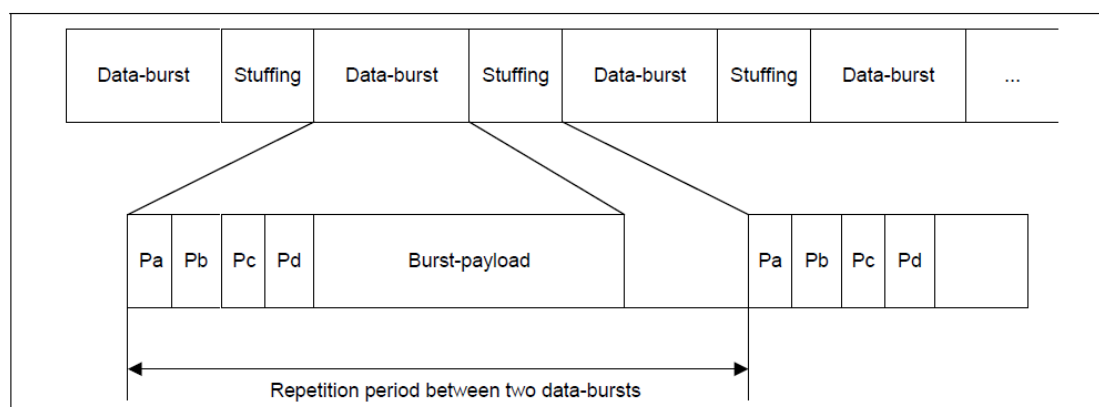 Data-burst Stuffing Data-burst Stuffing Data-burst Stuffing Data-burst ...
Pa Pb Pc Pd Burst-payload Pa Pb Pc Pd
Repetition period between two data-bursts